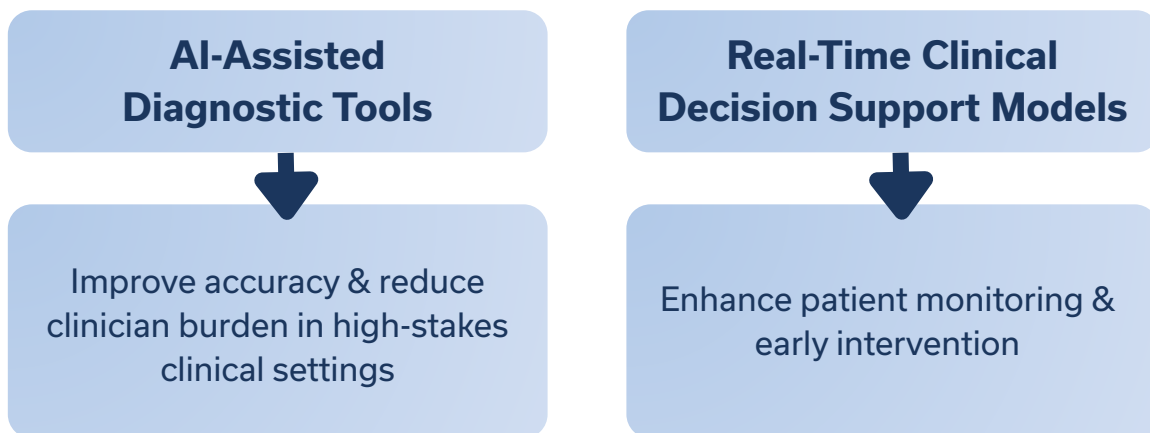 AI-Assisted
Diagnostic Tools
Improve accuracy & reduce
clinician burden in high-stakes
clinical settings
Real-Time Clinical
Decision Support Models
Enhance patient monitoring &
early intervention